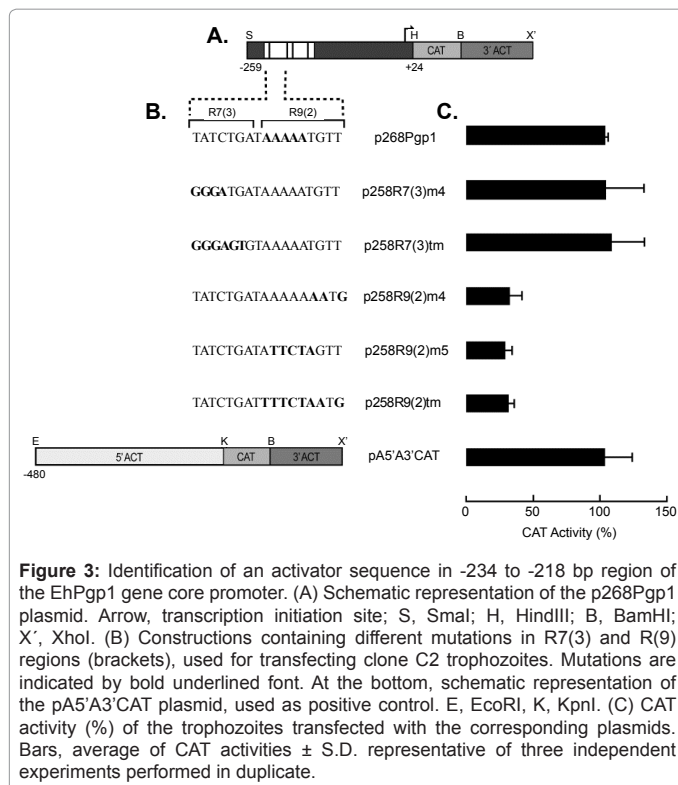 A.
S H B X'
CAT 3' ACT
-259 +24
B. C.
R7(3) R9(2)
TATCTGATAAAAATGTT p268Pgp1
GGGATGATAAAAATGTT p258R7(3)m4
GGGAGTGTAAAAATGTT p258R7(3)tm
TATCTGATAAAAAAATG p258R9(2)m4
TATCTGATATTCTAGTT p258R9(2)m5
TATCTGATTTTCTAATG p258R9(2)tm
E K B X'
5' ACT CAT 3' ACT pA5'A3'CAT
-480
0 50 100 150
CAT Activity (%)
Figure 3: Identification of an activator sequence in -234 to -218 bp region of
the EhPgp1 gene core promoter. (A) Schematic representation of the p268Pgp1
plasmid. Arrow, transcription initiation site; S, SmaI; H, HindIII; B, BamHI;
X´, XhoI. (B) Constructions containing different mutations in R7(3) and R(9)
regions (brackets), used for transfecting clone C2 trophozoites. Mutations are
indicated by bold underlined font. At the bottom, schematic representation of
the pA5'A3'CAT plasmid, used as positive control. E, EcoRI, K, KpnI. (C) CAT
activity (%) of the trophozoites transfected with the corresponding plasmids.
Bars, average of CAT activities ± S.D. representative of three independent
experiments performed in duplicate.